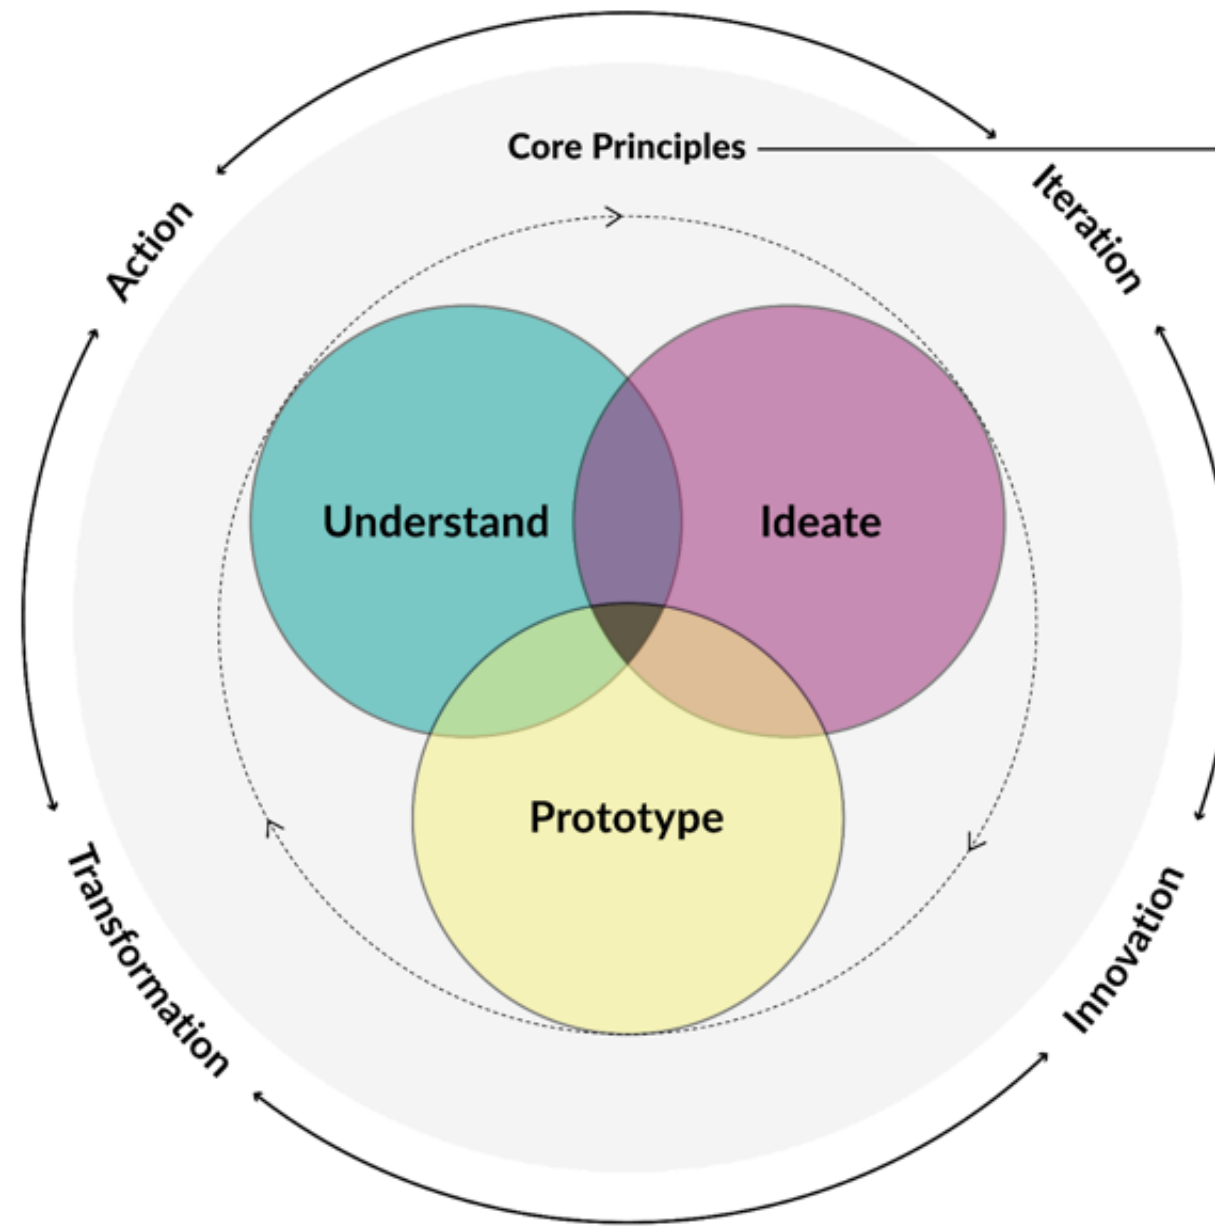 Core Principles
Action
Iteration
Understand
Ideate
Prototype
Transformation
Innovation